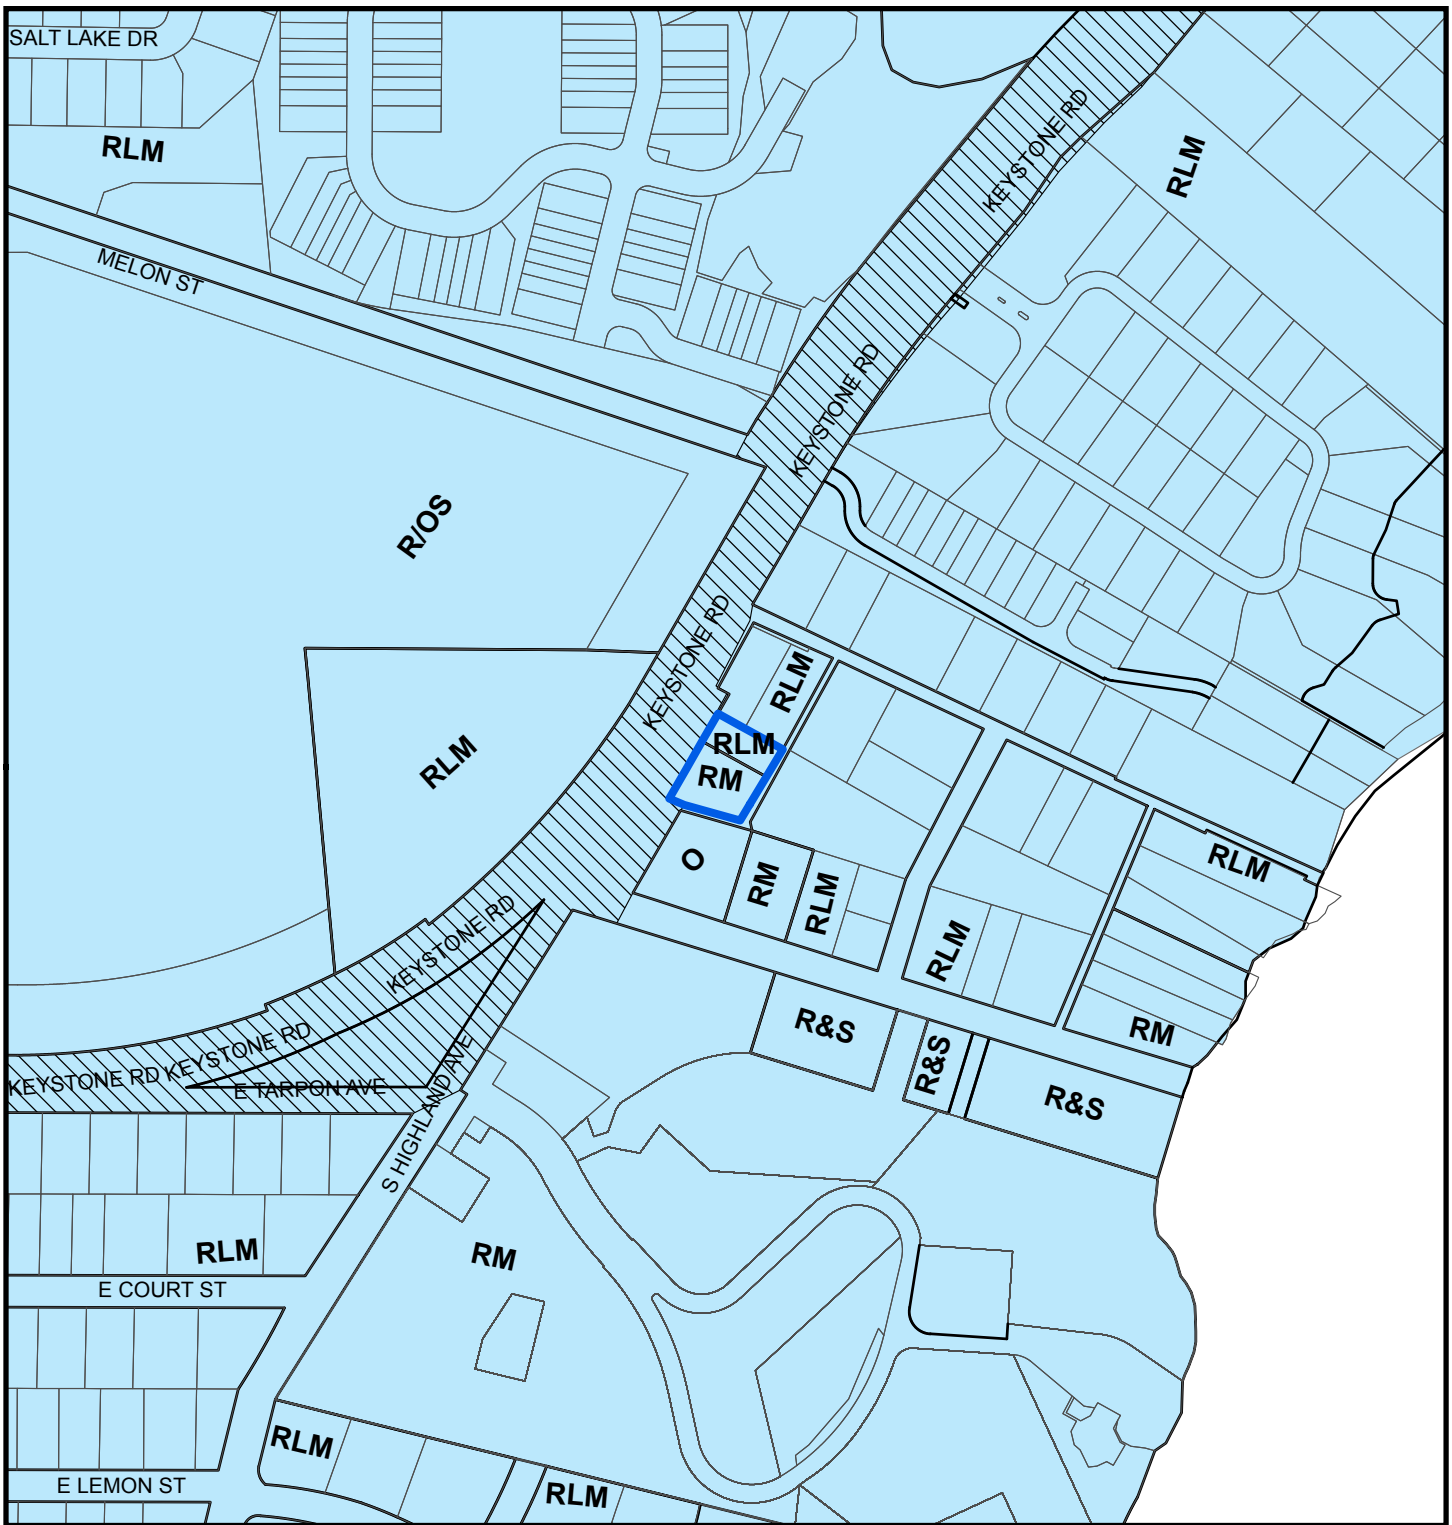 SALT LAKE DR
RLM
KEYSTONE RD
RLM
MELON ST
KEYSTONE RD
R/OS
KEYSTONE RD
RLM
RLM
RLM
RM
O
RM
RLM
RLM
RLM
KEYSTONE RD
R&S
RM
R&S
R&S
KEYSTONE RD
KEYSTONE RD
E TARPON AVE
S HIGHLAND AVE
RLM
RM
E COURT ST
RLM
E LEMON ST
RLM